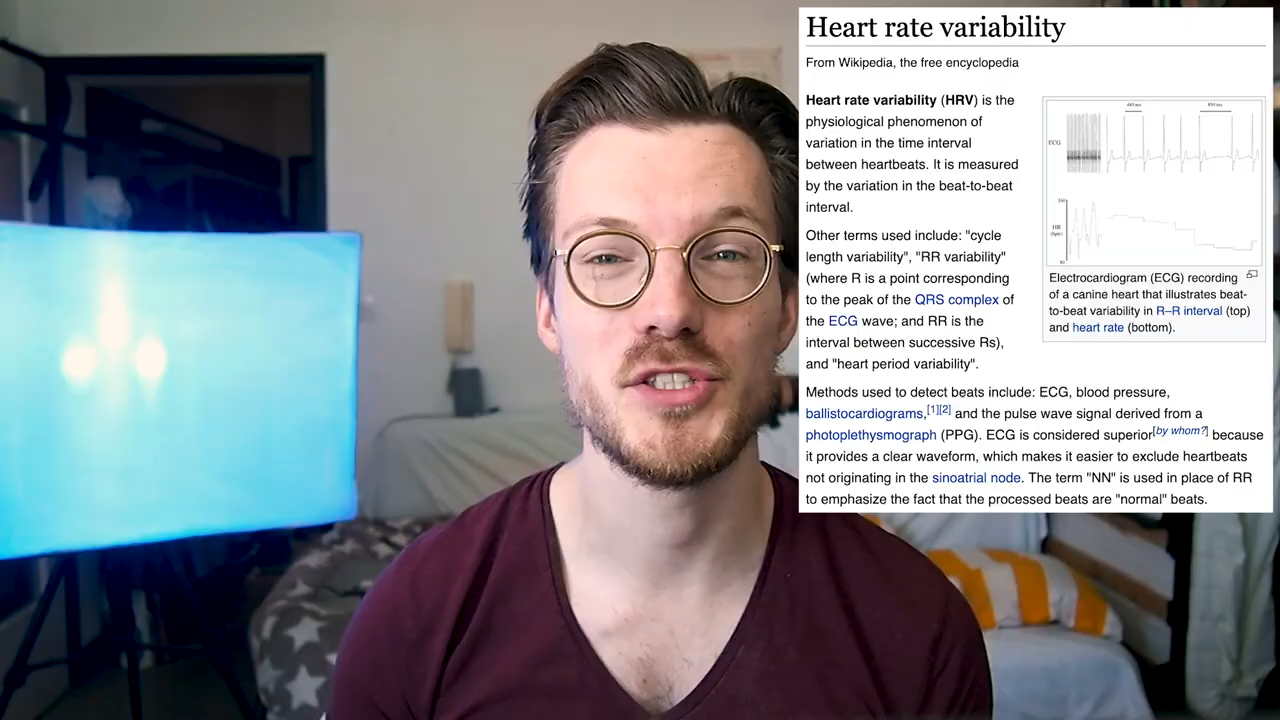 Heart rate variability
From Wikipedia, the free encyclopedia
Heart rate variability (HRV) is the
physiological phenomenon of
variation in the time interval
between heartbeats. It is measured
by the variation in the beat-to-beat
interval.
Other terms used include: "cycle
length variability", "RR variability"
(where R is a point corresponding
to the peak of the QRS complex of
the ECG wave; and RR is the
interval between successive Rs),
and "heart period variability".
ECG
HR
Electrocardiogram (ECG) recording
of a canine heart that illustrates beat-
to-beat variability in R–R interval (top)
and heart rate (bottom).
Methods used to detect beats include: ECG, blood pressure,
ballistocardiograms,[1][2] and the pulse wave signal derived from a
photoplethysmograph (PPG). ECG is considered superior[by whom?] because
it provides a clear waveform, which makes it easier to exclude heartbeats
not originating in the sinoatrial node. The term "NN" is used in place of RR
to emphasize the fact that the processed beats are "normal" beats.